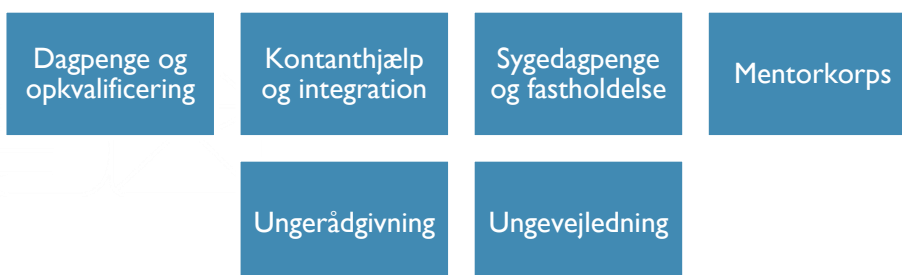 Dagpenge og
opkvalificering
Kontanthjælp
og integration
Sygedagpenge
og fastholdelse
Mentorkorps
Ungerådgivning
Ungevejledning